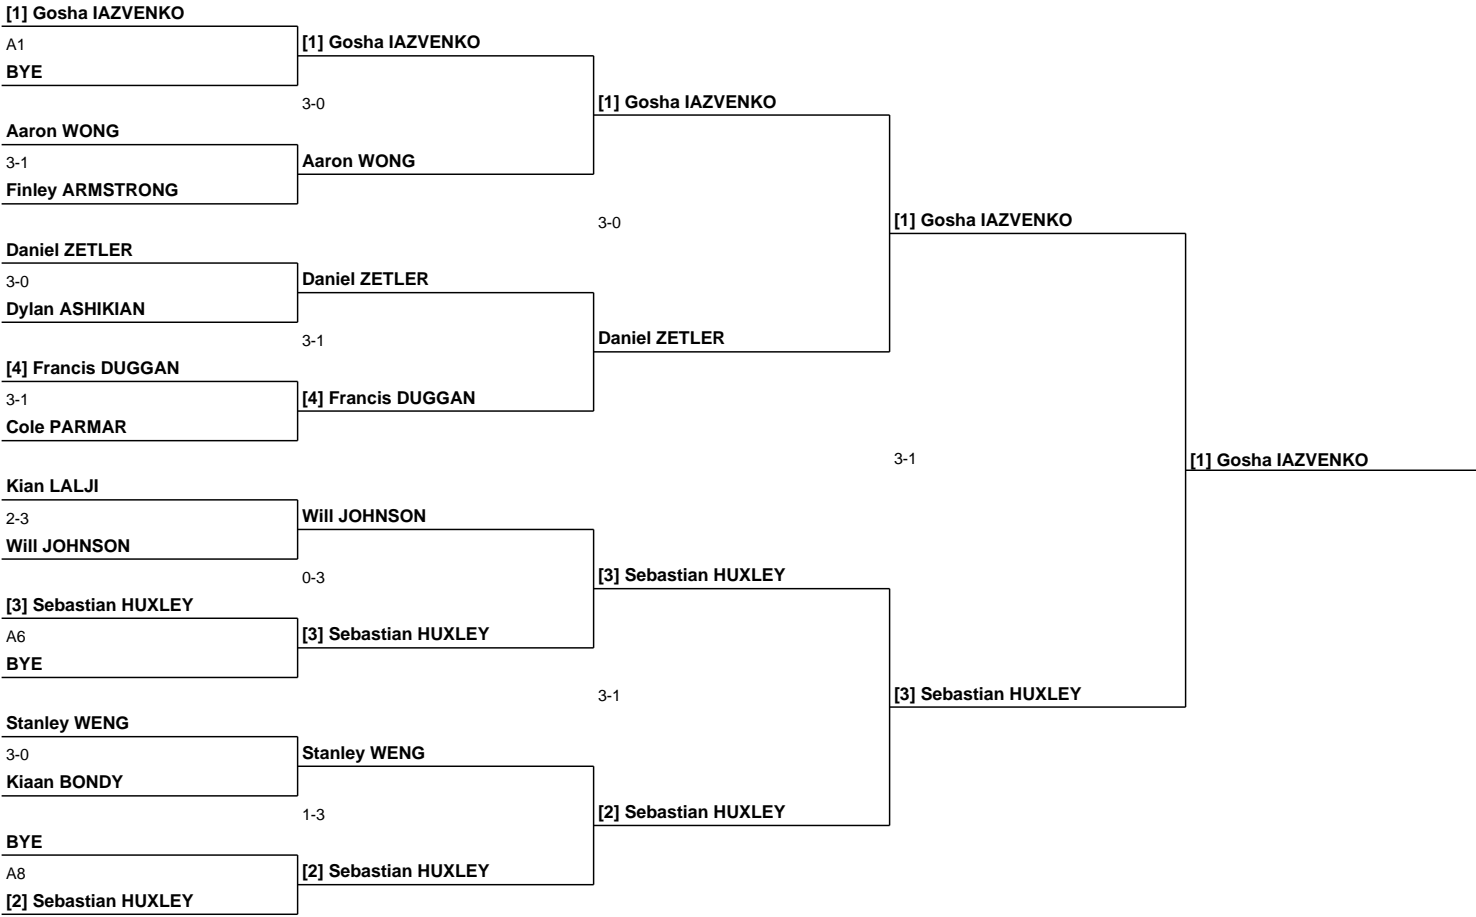 [1] Gosha IAZVENKO
A1
BYE
Aaron WONG
3-1
Finley ARMSTRONG
Daniel ZETLER
3-0
Dylan ASHIKIAN
[4] Francis DUGGAN
3-1
Cole PARMAR
Kian LALJI
2-3
Will JOHNSON
[3] Sebastian HUXLEY
A6
BYE
Stanley WENG
3-0
Kiaan BONDY
BYE
A8
[2] Sebastian HUXLEY
[1] Gosha IAZVENKO
3-0
Aaron WONG
Daniel ZETLER
3-1
[4] Francis DUGGAN
Will JOHNSON
0-3
[3] Sebastian HUXLEY
Stanley WENG
1-3
[2] Sebastian HUXLEY
[1] Gosha IAZVENKO
3-0
Daniel ZETLER
[3] Sebastian HUXLEY
3-1
[2] Sebastian HUXLEY
[1] Gosha IAZVENKO
3-1
[3] Sebastian HUXLEY
[1] Gosha IAZVENKO